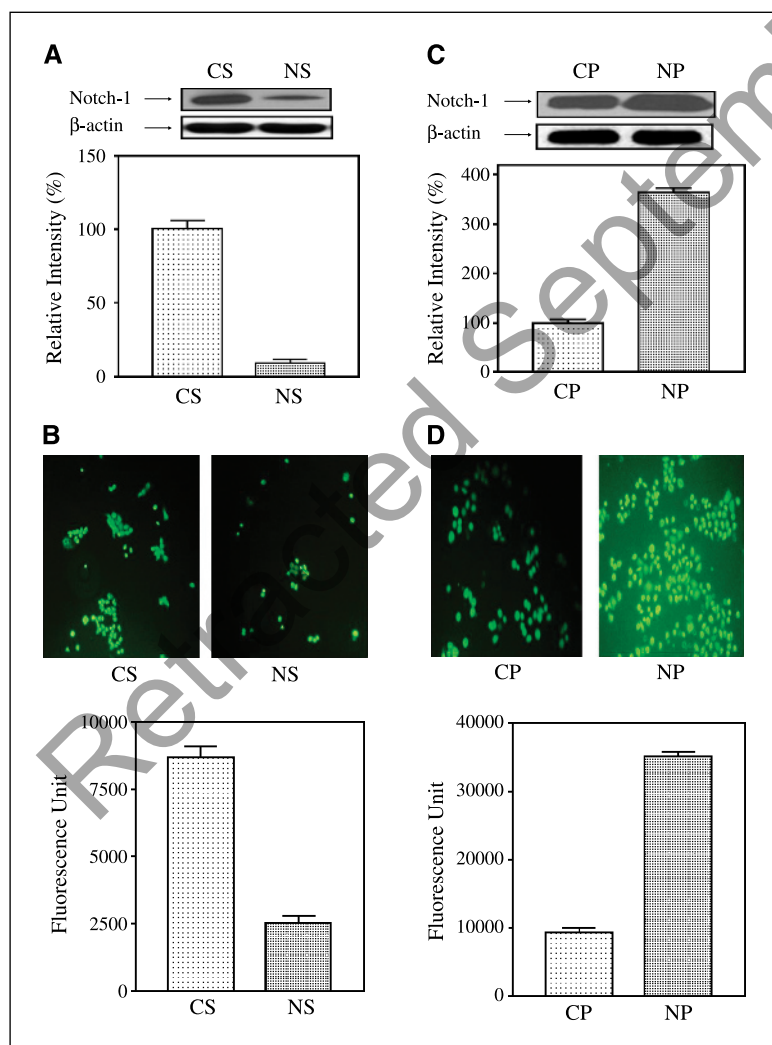 A
CS NS
Notch-1
β-actin
150
100
50
0
Relative Intensity (%)
CS NS
B
CS NS
10000
7500
5000
2500
0
Fluorescence Unit
CS NS
C
CP NP
Notch-1
β-actin
400
300
200
100
0
Relative Intensity (%)
CP NP
D
CP NP
40000
30000
20000
10000
0
Fluorescence Unit
CP NP
Retracted Septem